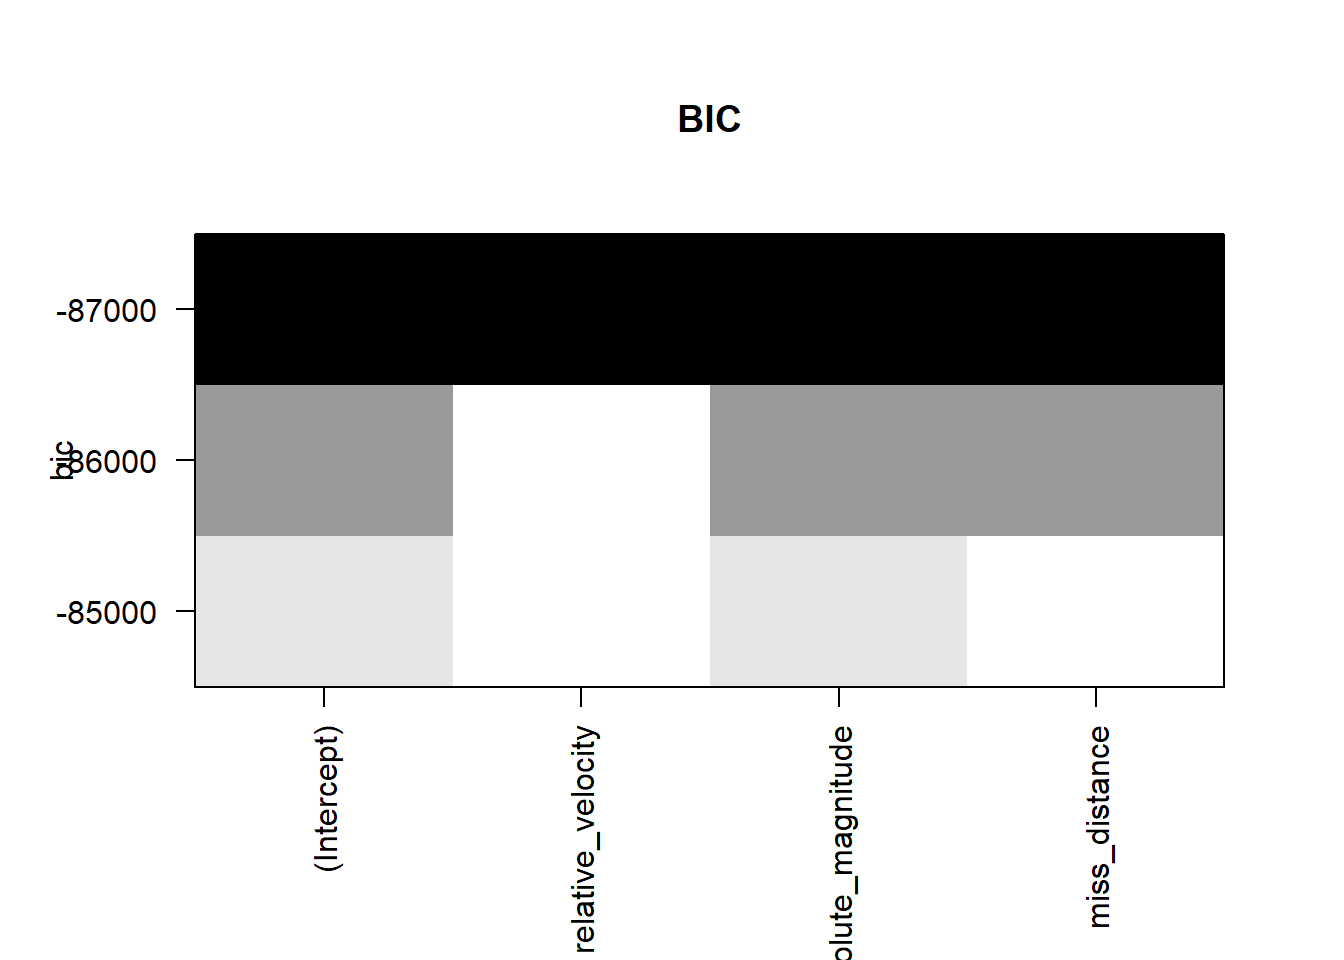 BIC
bic
-87000
-86000
-85000
(Intercept)
relative_velocity
olute_magnitude
miss_distance